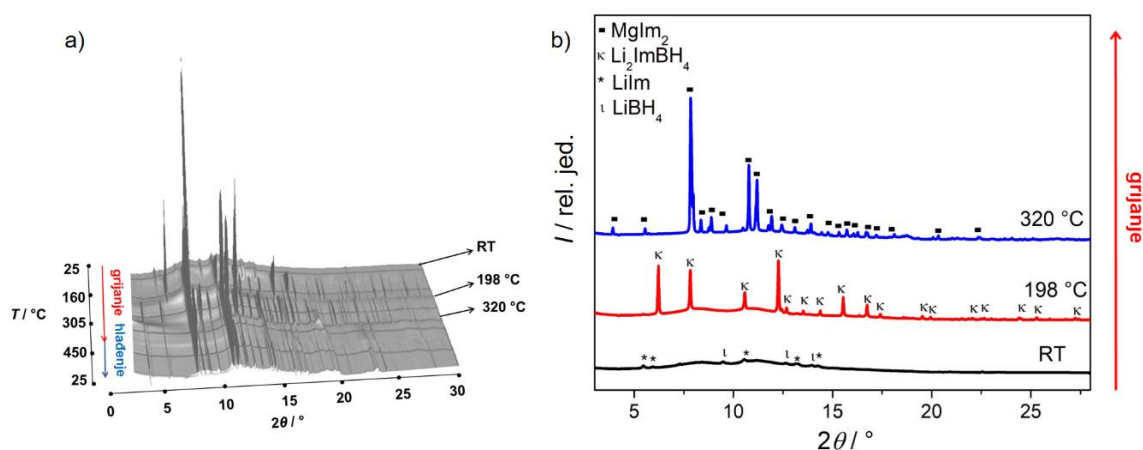 a)
RT
198 °C
320 °C
T / °C
25
160
305
450
25
grijanje
hlađenje
0
5
10
15
20
25
30
2θ / °
b)
MgIm₂
κ Li₂ImBH₄
* LiIm
ι LiBH₄
I / rel. jed.
320 °C
κ κ κ κ κ κ κ κ κ κ κ κ κ κ κ κ κ
198 °C
* * ι * ι * ι *
RT
5
10
15
20
25
2θ / °
grijanje